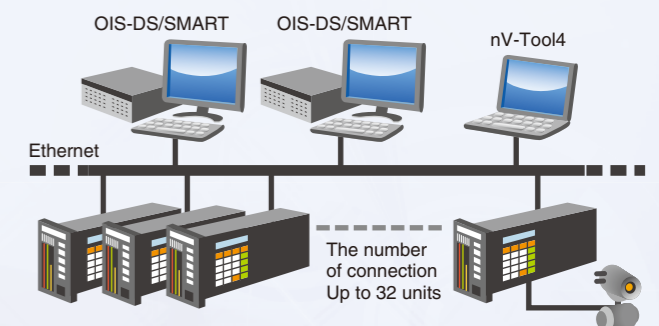 OIS-DS/SMART
OIS-DS/SMART
nV-Tool4
Ethernet
The number
of connection
Up to 32 units